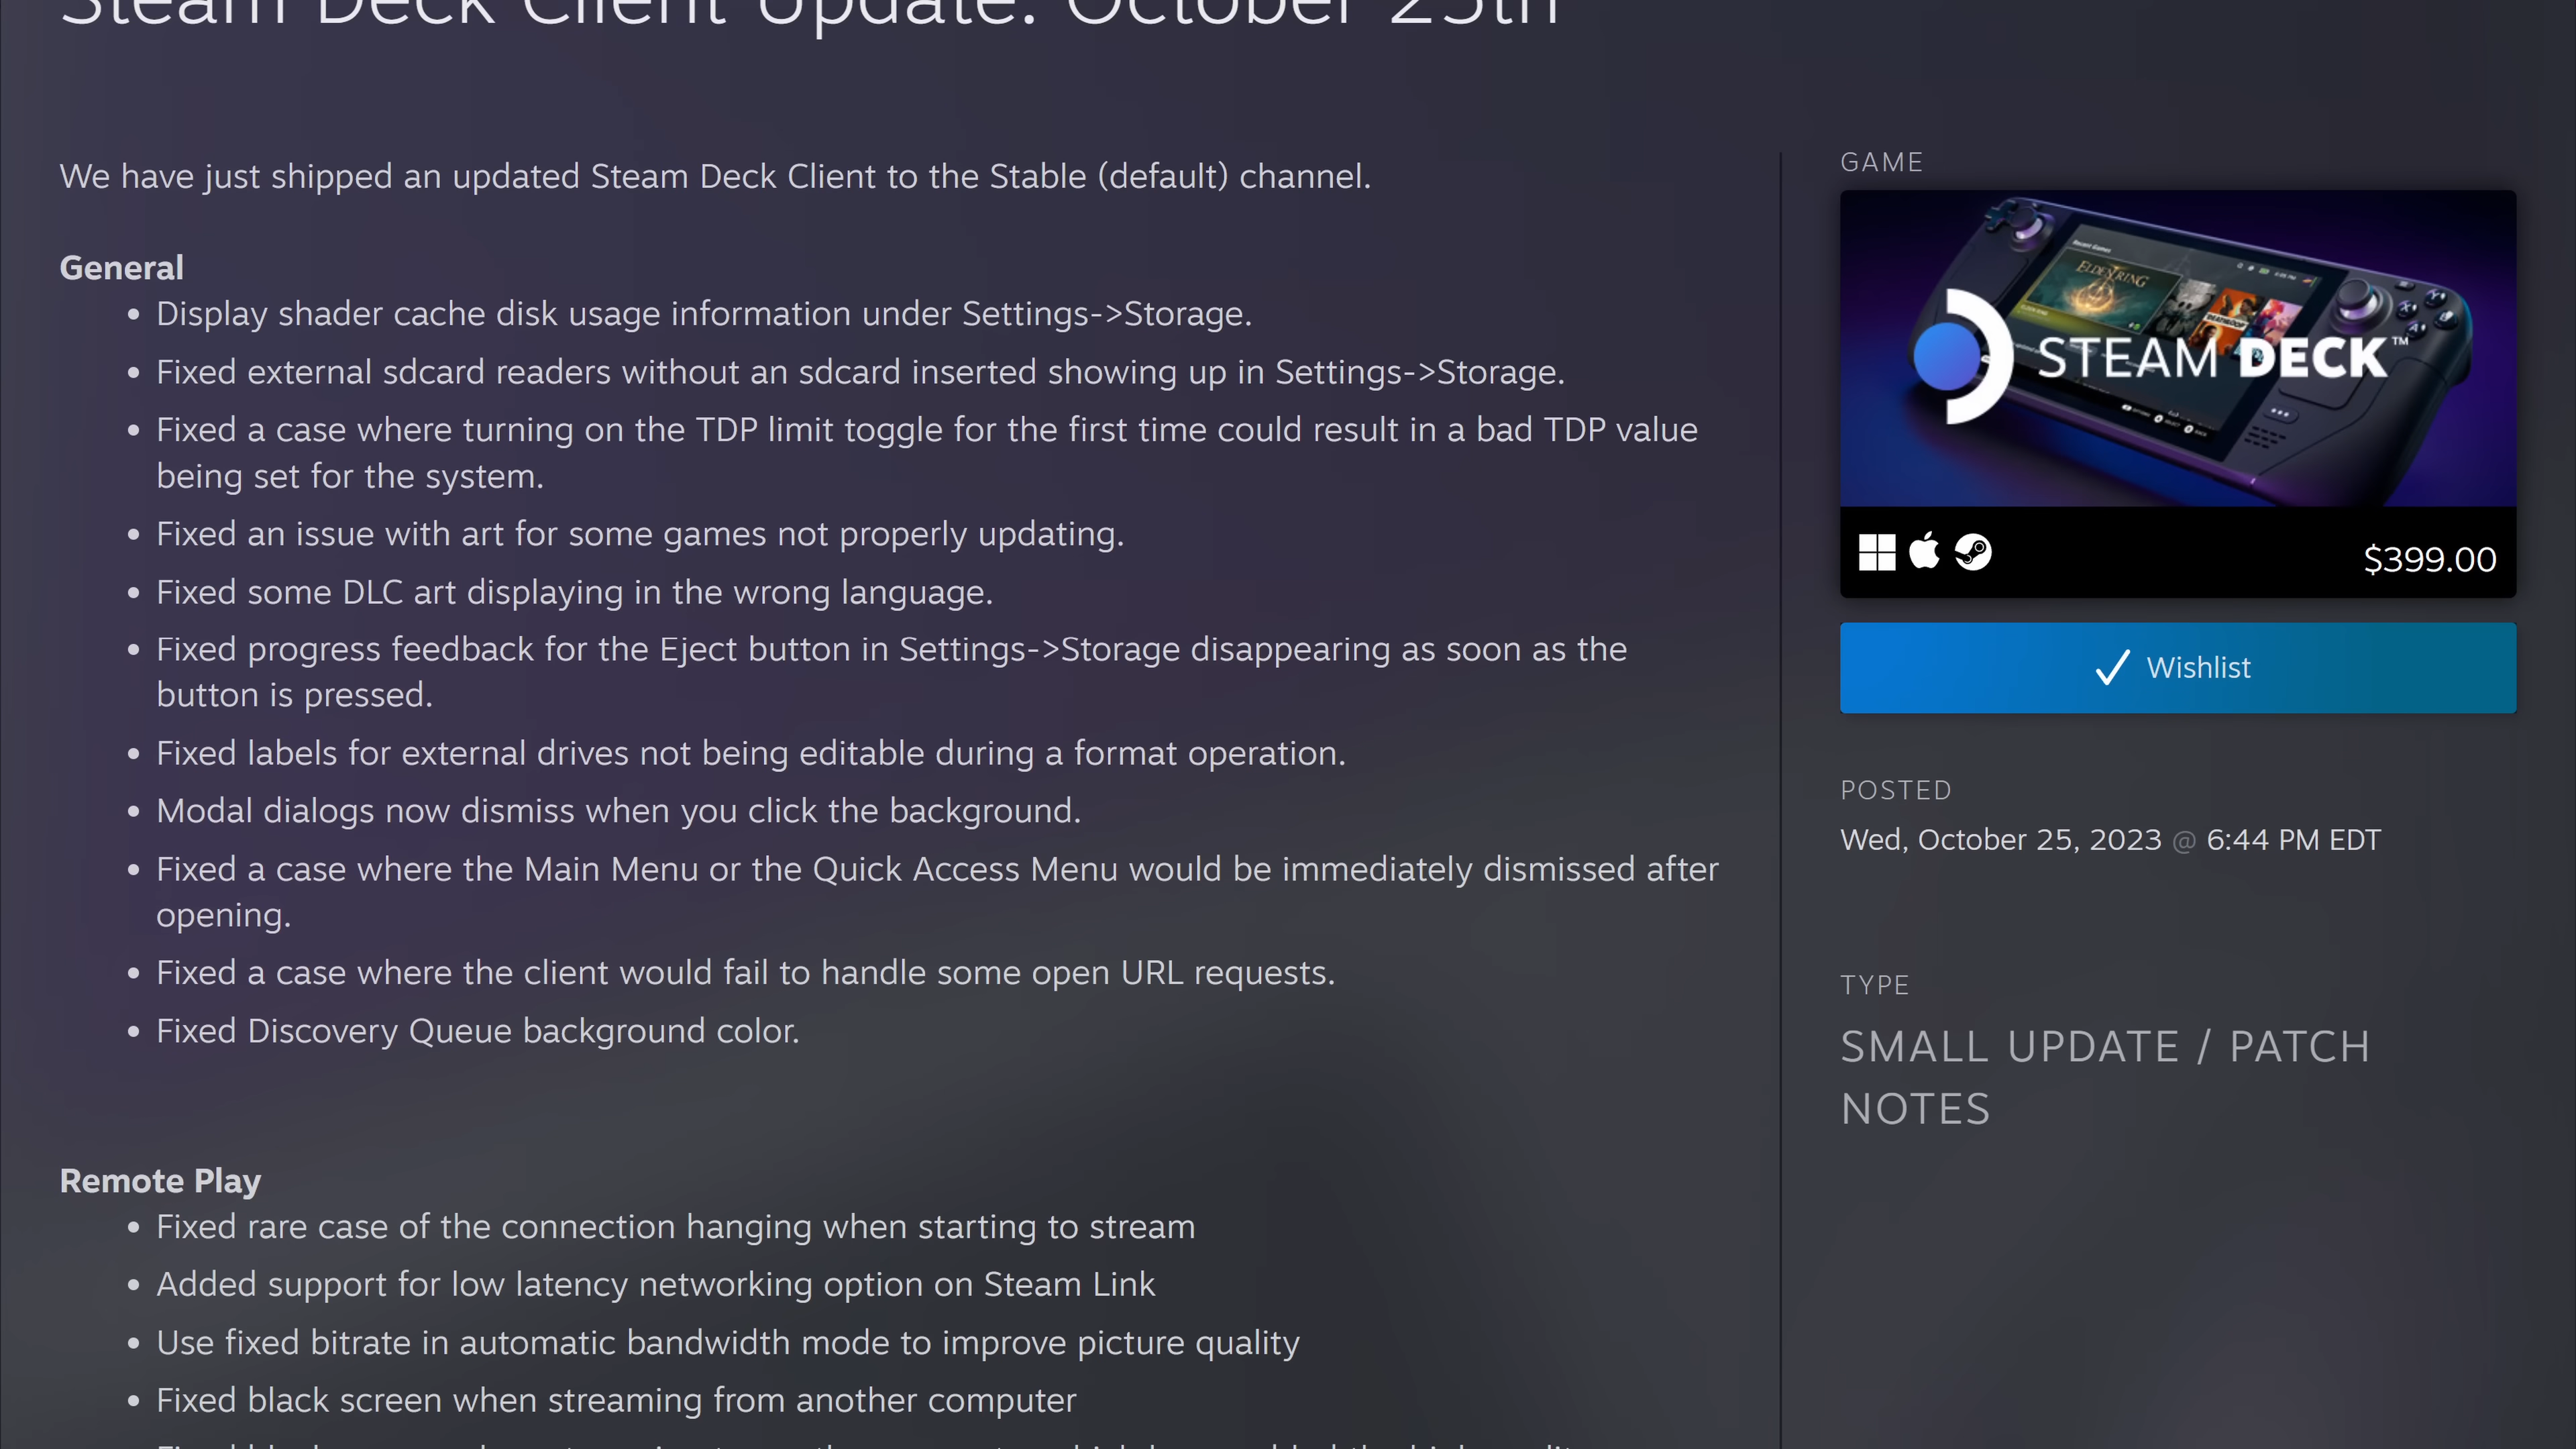 Steam Deck Client Update: October 25th
We have just shipped an updated Steam Deck Client to the Stable (default) channel.
General
• Display shader cache disk usage information under Settings->Storage.
• Fixed external sdcard readers without an sdcard inserted showing up in Settings->Storage.
• Fixed a case where turning on the TDP limit toggle for the first time could result in a bad TDP value
being set for the system.
• Fixed an issue with art for some games not properly updating.
• Fixed some DLC art displaying in the wrong language.
• Fixed progress feedback for the Eject button in Settings->Storage disappearing as soon as the
button is pressed.
• Fixed labels for external drives not being editable during a format operation.
• Modal dialogs now dismiss when you click the background.
• Fixed a case where the Main Menu or the Quick Access Menu would be immediately dismissed after
opening.
• Fixed a case where the client would fail to handle some open URL requests.
• Fixed Discovery Queue background color.
Remote Play
• Fixed rare case of the connection hanging when starting to stream
• Added support for low latency networking option on Steam Link
• Use fixed bitrate in automatic bandwidth mode to improve picture quality
• Fixed black screen when streaming from another computer
GAME
Recent Games
ELDEN RING
DEATHLOOP
STEAM DECK™
$399.00
Wishlist
POSTED
Wed, October 25, 2023 @ 6:44 PM EDT
TYPE
SMALL UPDATE / PATCH
NOTES